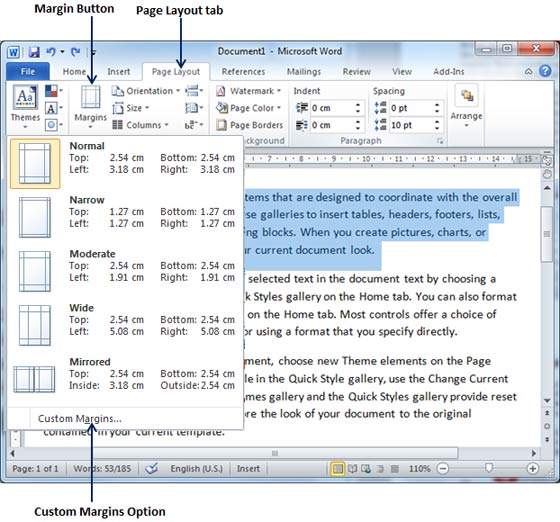 Margin Button
Page Layout tab
Document1 - Microsoft Word
File Home Insert Page Layout References Mailings Review View Add-Ins
Themes
Margins
Orientation
Size
Columns
Watermark
Page Color
Page Borders
Indent
0 cm
0 cm
Spacing
0 pt
10 pt
Arrange
ackground
Paragraph
Normal
Top: 2.54 cm Bottom: 2.54 cm
Left: 3.18 cm Right: 3.18 cm
Narrow
Top: 1.27 cm Bottom: 1.27 cm
Left: 1.27 cm Right: 1.27 cm
Moderate
Top: 2.54 cm Bottom: 2.54 cm
Left: 1.91 cm Right: 1.91 cm
Wide
Top: 2.54 cm Bottom: 2.54 cm
Left: 5.08 cm Right: 5.08 cm
Mirrored
Top: 2.54 cm Bottom: 2.54 cm
Inside: 3.18 cm Outside: 2.54 cm
Custom Margins...
tems that are designed to coordinate with the overall
se galleries to insert tables, headers, footers, lists,
ng blocks. When you create pictures, charts, or
ur current document look.
selected text in the document text by choosing a
k Styles gallery on the Home tab. You can also format
on the Home tab. Most controls offer a choice of
or using a format that you specify directly.
ment, choose new Theme elements on the Page
le in the Quick Style gallery, use the Change Current
mes gallery and the Quick Styles gallery provide reset
ore the look of your document to the original
contained in your current template.
Page: 1 of 1 Words: 53/185 English (U.S.) Insert 110%
Custom Margins Option